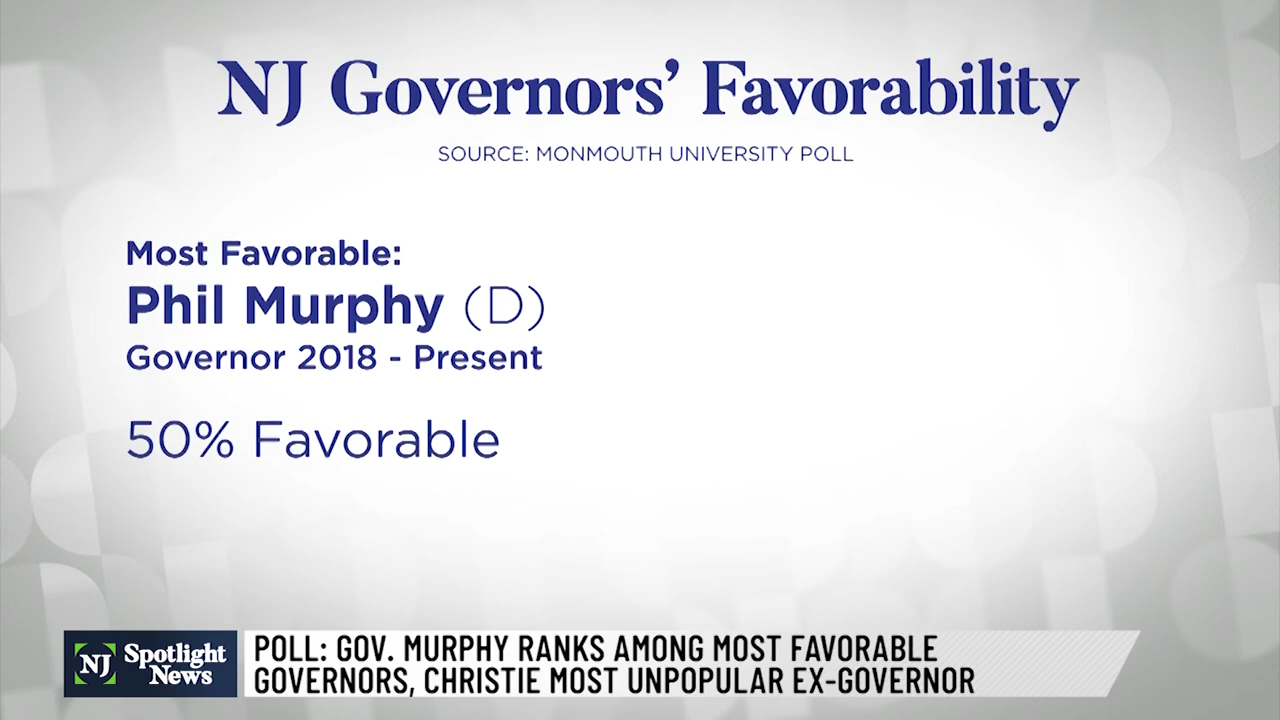 NJ Governors’ Favorability
SOURCE: MONMOUTH UNIVERSITY POLL
Most Favorable:
Phil Murphy (D)
Governor 2018 - Present
50% Favorable
NJ Spotlight News
POLL: GOV. MURPHY RANKS AMONG MOST FAVORABLE
GOVERNORS, CHRISTIE MOST UNPOPULAR EX-GOVERNOR